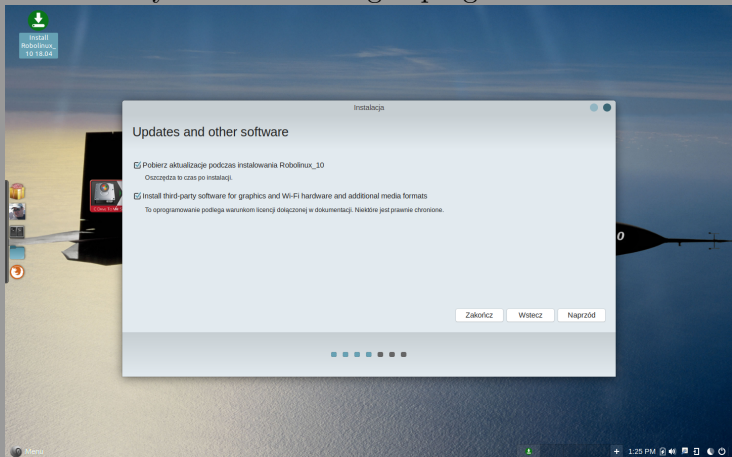 Install
Robolinux_
10 18.04
Instalacja
Updates and other software
Pobierz aktualizacje podczas instalowania Robolinux_10
Oszczędza to czas po instalacji.
Install third-party software for graphics and Wi-Fi hardware and additional media formats
To oprogramowanie podlega warunkom licencji dołączonej w dokumentacji. Niektóre jest prawnie chronione.
Zakończ Wstecz Naprzód
0
Menu
1:25 PM